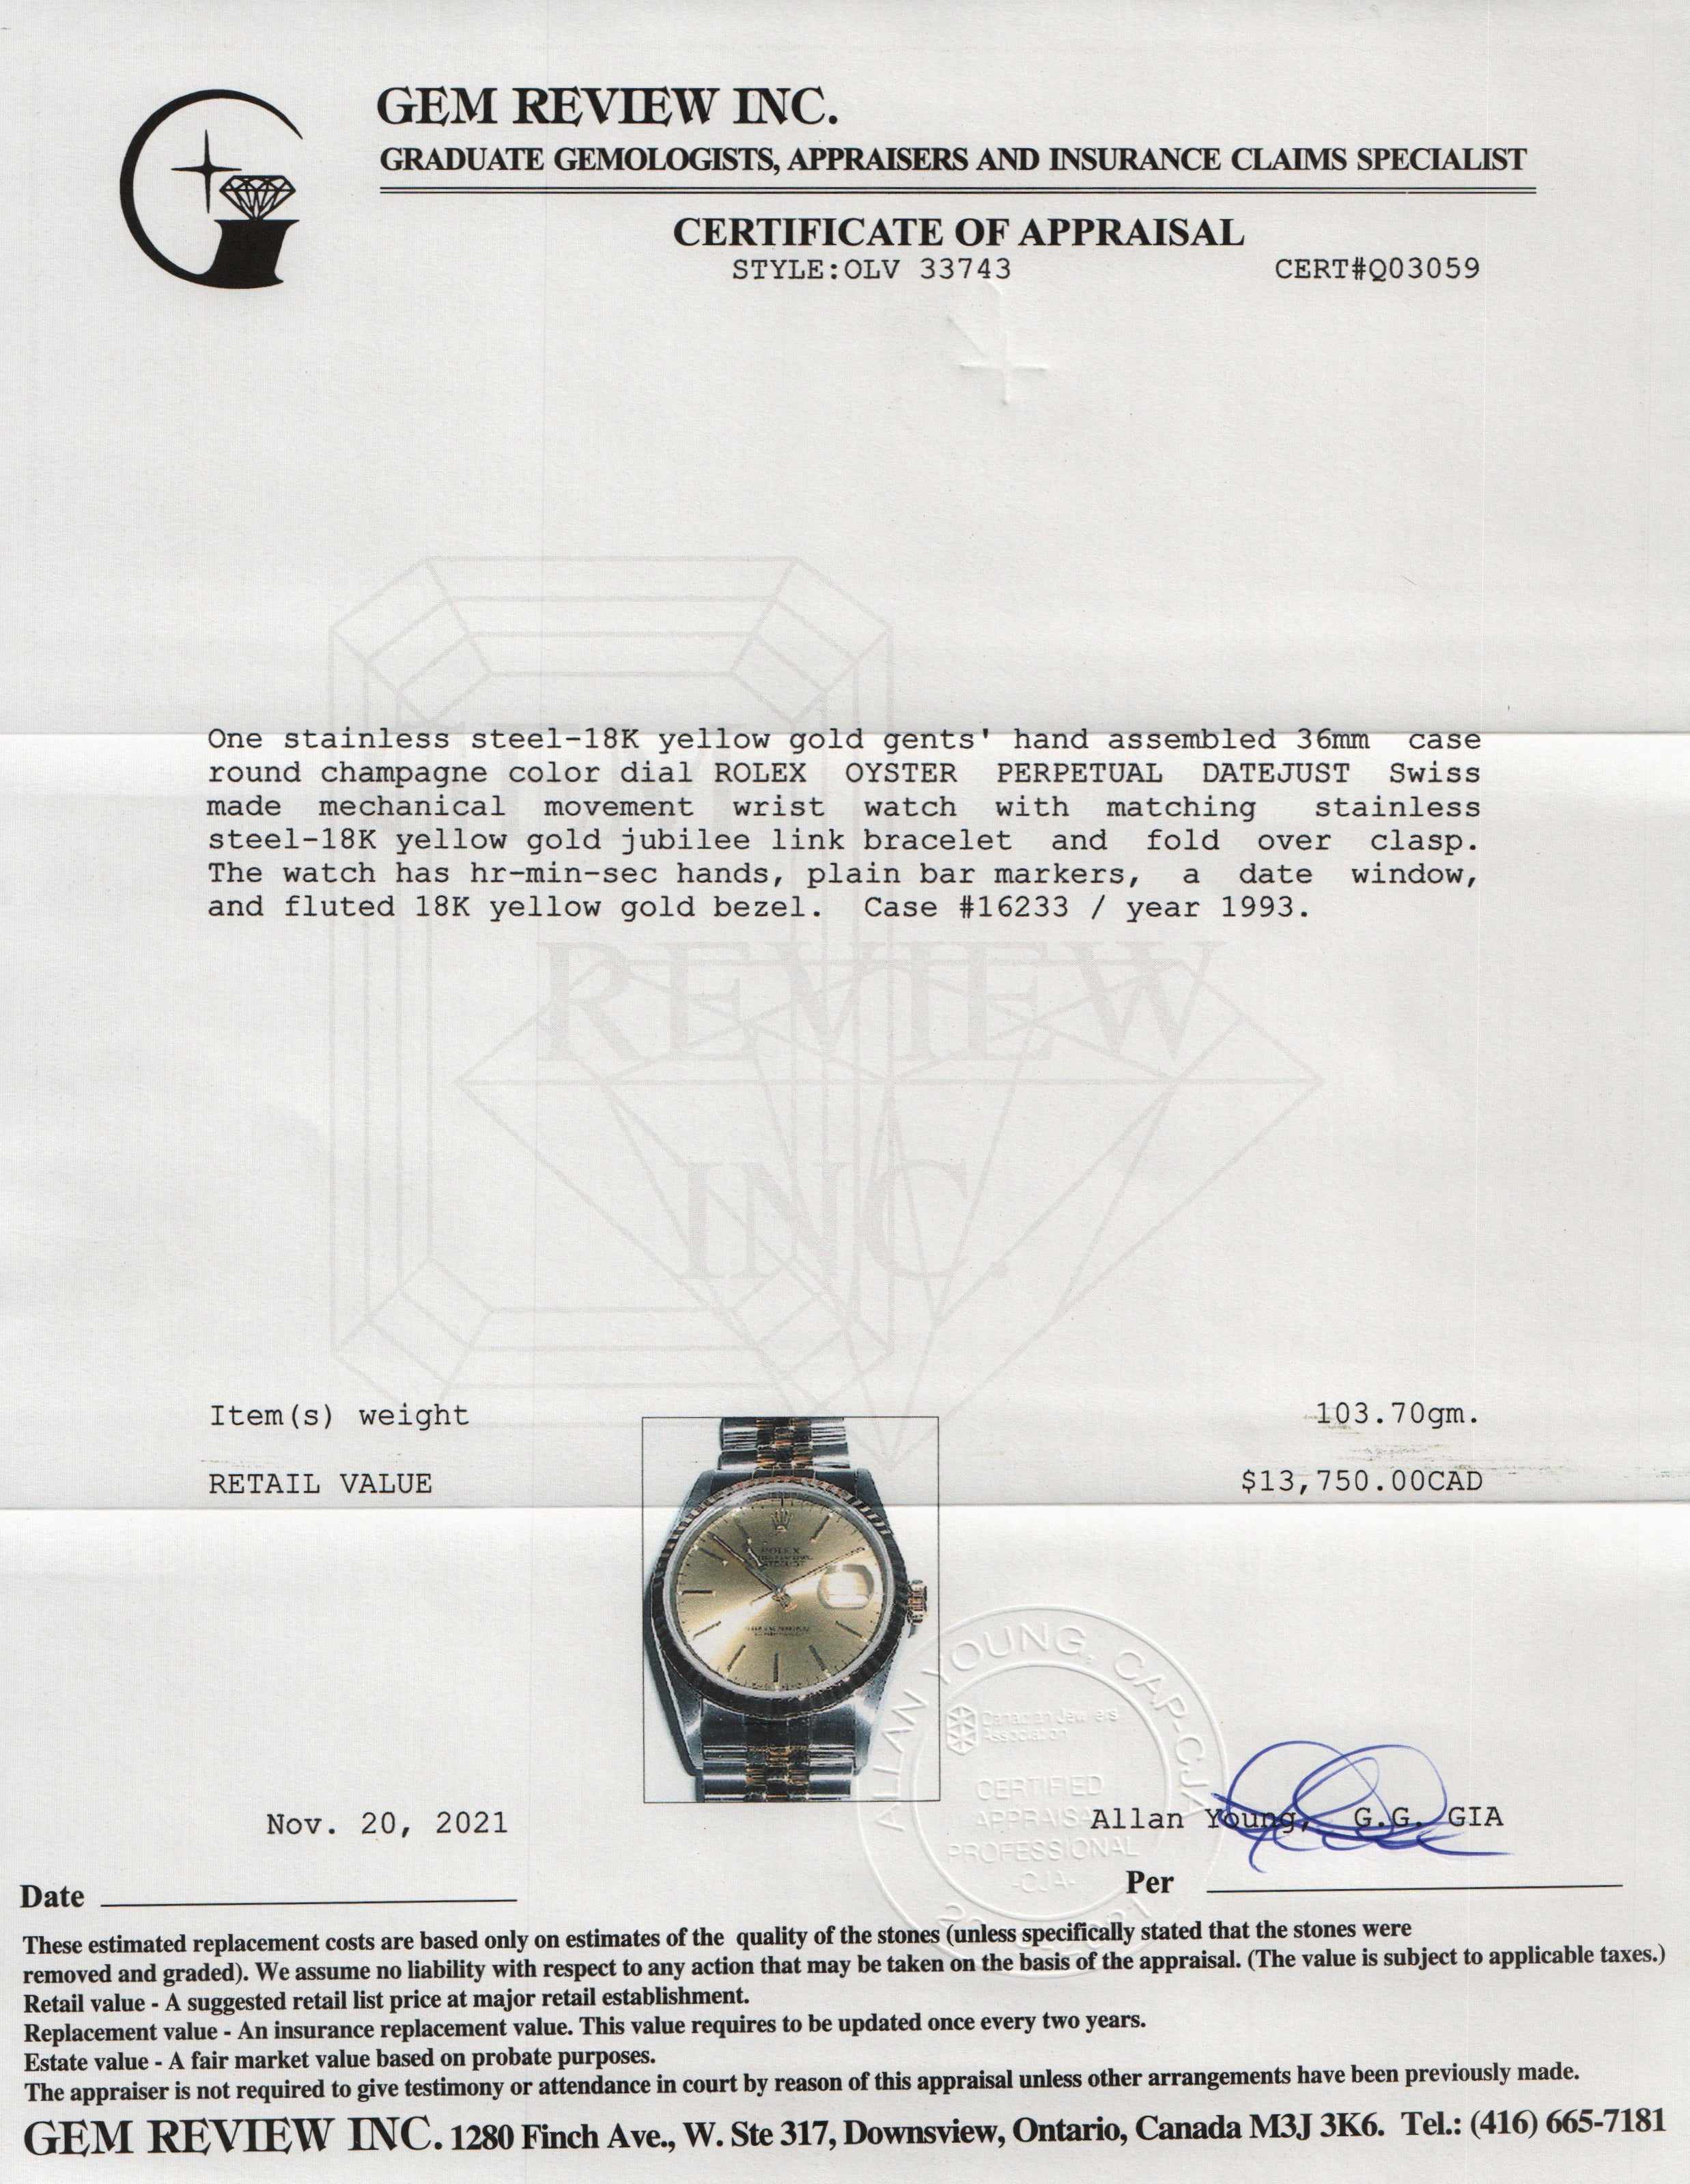 GEM REVIEW INC.
GRADUATE GEMOLOGISTS, APPRAISERS AND INSURANCE CLAIMS SPECIALIST
CERTIFICATE OF APPRAISAL
STYLE:OLV 33743 CERT#Q03059
One stainless steel-18K yellow gold gents' hand assembled 36mm case
round champagne color dial ROLEX OYSTER PERPETUAL DATEJUST Swiss
made mechanical movement wrist watch with matching stainless
steel-18K yellow gold jubilee link bracelet and fold over clasp.
The watch has hr-min-sec hands, plain bar markers, a date window,
and fluted 18K yellow gold bezel. Case #16233 / year 1993.
REVIEW
INC.
Item(s) weight 103.70gm.
RETAIL VALUE $13,750.00CAD
ROLEX
ALLAN YOUNG, CAP-CJA
Canadian Jewellers
Association
CERTIFIED
APPRAISAL
PROFESSIONAL
-CJA-
Nov. 20, 2021 Allan Young, G.G. GIA
Date Per
These estimated replacement costs are based only on estimates of the quality of the stones (unless specifically stated that the stones were
removed and graded). We assume no liability with respect to any action that may be taken on the basis of the appraisal. (The value is subject to applicable taxes.)
Retail value - A suggested retail list price at major retail establishment.
Replacement value - An insurance replacement value. This value requires to be updated once every two years.
Estate value - A fair market value based on probate purposes.
The appraiser is not required to give testimony or attendance in court by reason of this appraisal unless other arrangements have been previously made.
GEM REVIEW INC. 1280 Finch Ave., W. Ste 317, Downsview, Ontario, Canada M3J 3K6. Tel.: (416) 665-7181